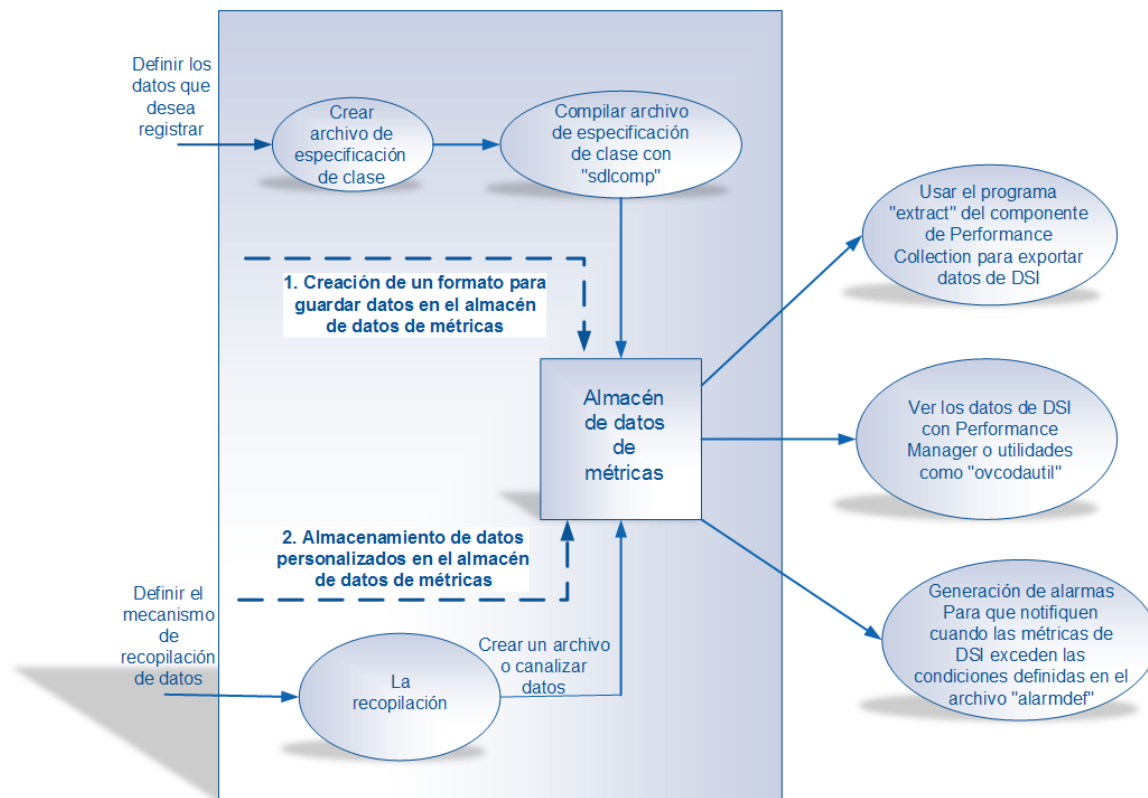 Definir los
datos que
desea
registrar
Crear
archivo de
especificación
de clase
Compilar archivo
de especificación
de clase con
"sdlcomp"
1. Creación de un formato para
guardar datos en el almacén
de datos de métricas
Almacén
de datos
de
métricas
2. Almacenamiento de datos
personalizados en el almacén
de datos de métricas
Definir el
mecanismo de
recopilación
de datos
La
recopilación
Crear un archivo
o canalizar
datos
Usar el programa
"extract" del componente
de Performance
Collection para exportar
datos de DSI
Ver los datos de DSI
con Performance
Manager o utilidades
como "ovcodautil"
Generación de alarmas
Para que notifiquen
cuando las métricas de
DSI exceden las
condiciones definidas en el
archivo "alarmdef"